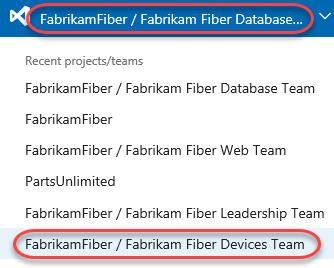 FabrikamFiber / Fabrikam Fiber Database...
Recent projects/teams
FabrikamFiber / Fabrikam Fiber Database Team
FabrikamFiber
FabrikamFiber / Fabrikam Fiber Web Team
PartsUnlimited
FabrikamFiber / Fabrikam Fiber Leadership Team
FabrikamFiber / Fabrikam Fiber Devices Team